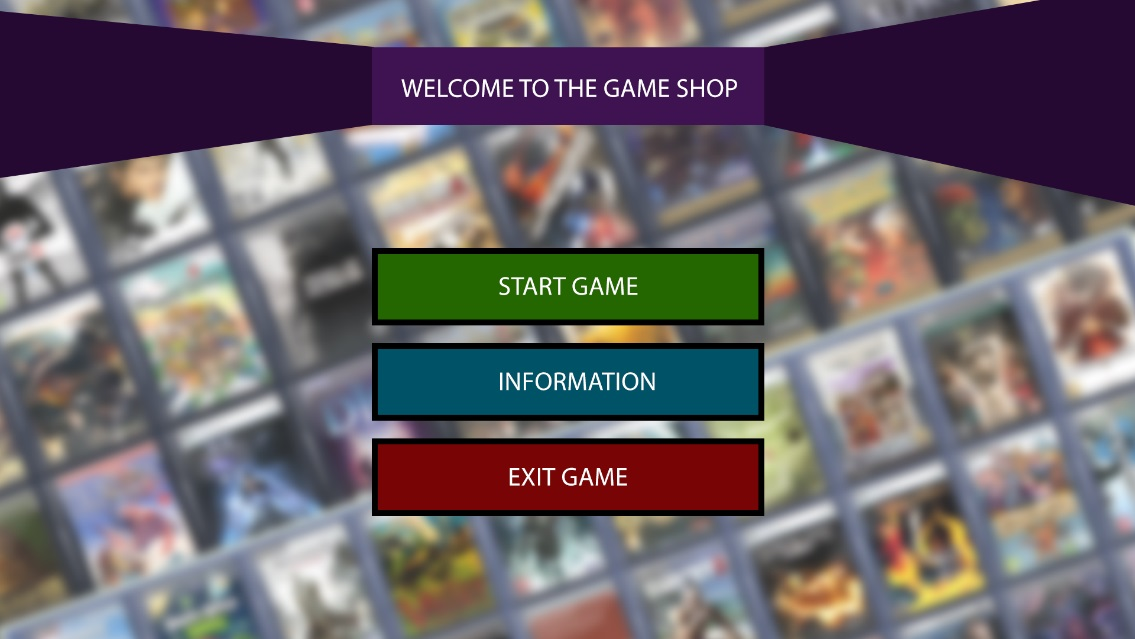 WELCOME TO THE GAME SHOP
START GAME
INFORMATION
EXIT GAME